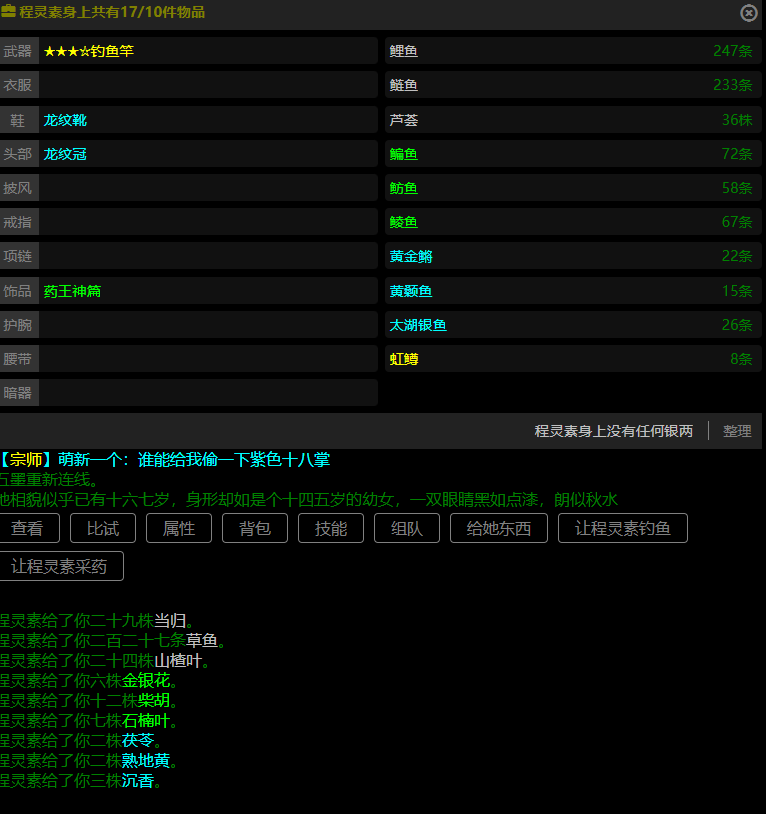 程灵素身上共有17/10件物品
武器 ★★★☆钓鱼竿 鲤鱼 247条
衣服 鲢鱼 233条
鞋 龙纹靴 芦荟 36株
头部 龙纹冠 鳊鱼 72条
披风 鲂鱼 58条
戒指 鲮鱼 67条
项链 黄金鳉 22条
饰品 药王神篇 黄颡鱼 15条
护腕 太湖银鱼 26条
腰带 虹鳟 8条
暗器
程灵素身上没有任何银两 整理
【宗师】萌新一个：谁能给我偷一下紫色十八掌
五墨重新连线。
她相貌似乎已有十六七岁，身形却如是个十四五岁的幼女，一双眼睛黑如点漆，朗似秋水
查看 比试 属性 背包 技能 组队 给她东西 让程灵素钓鱼
让程灵素采药
程灵素给了你二十九株当归。
程灵素给了你二百二十七条草鱼。
程灵素给了你二十四株山楂叶。
程灵素给了你六株金银花。
程灵素给了你十二株柴胡。
程灵素给了你七株石楠叶。
程灵素给了你二株茯苓。
程灵素给了你二株熟地黄。
程灵素给了你三株沉香。